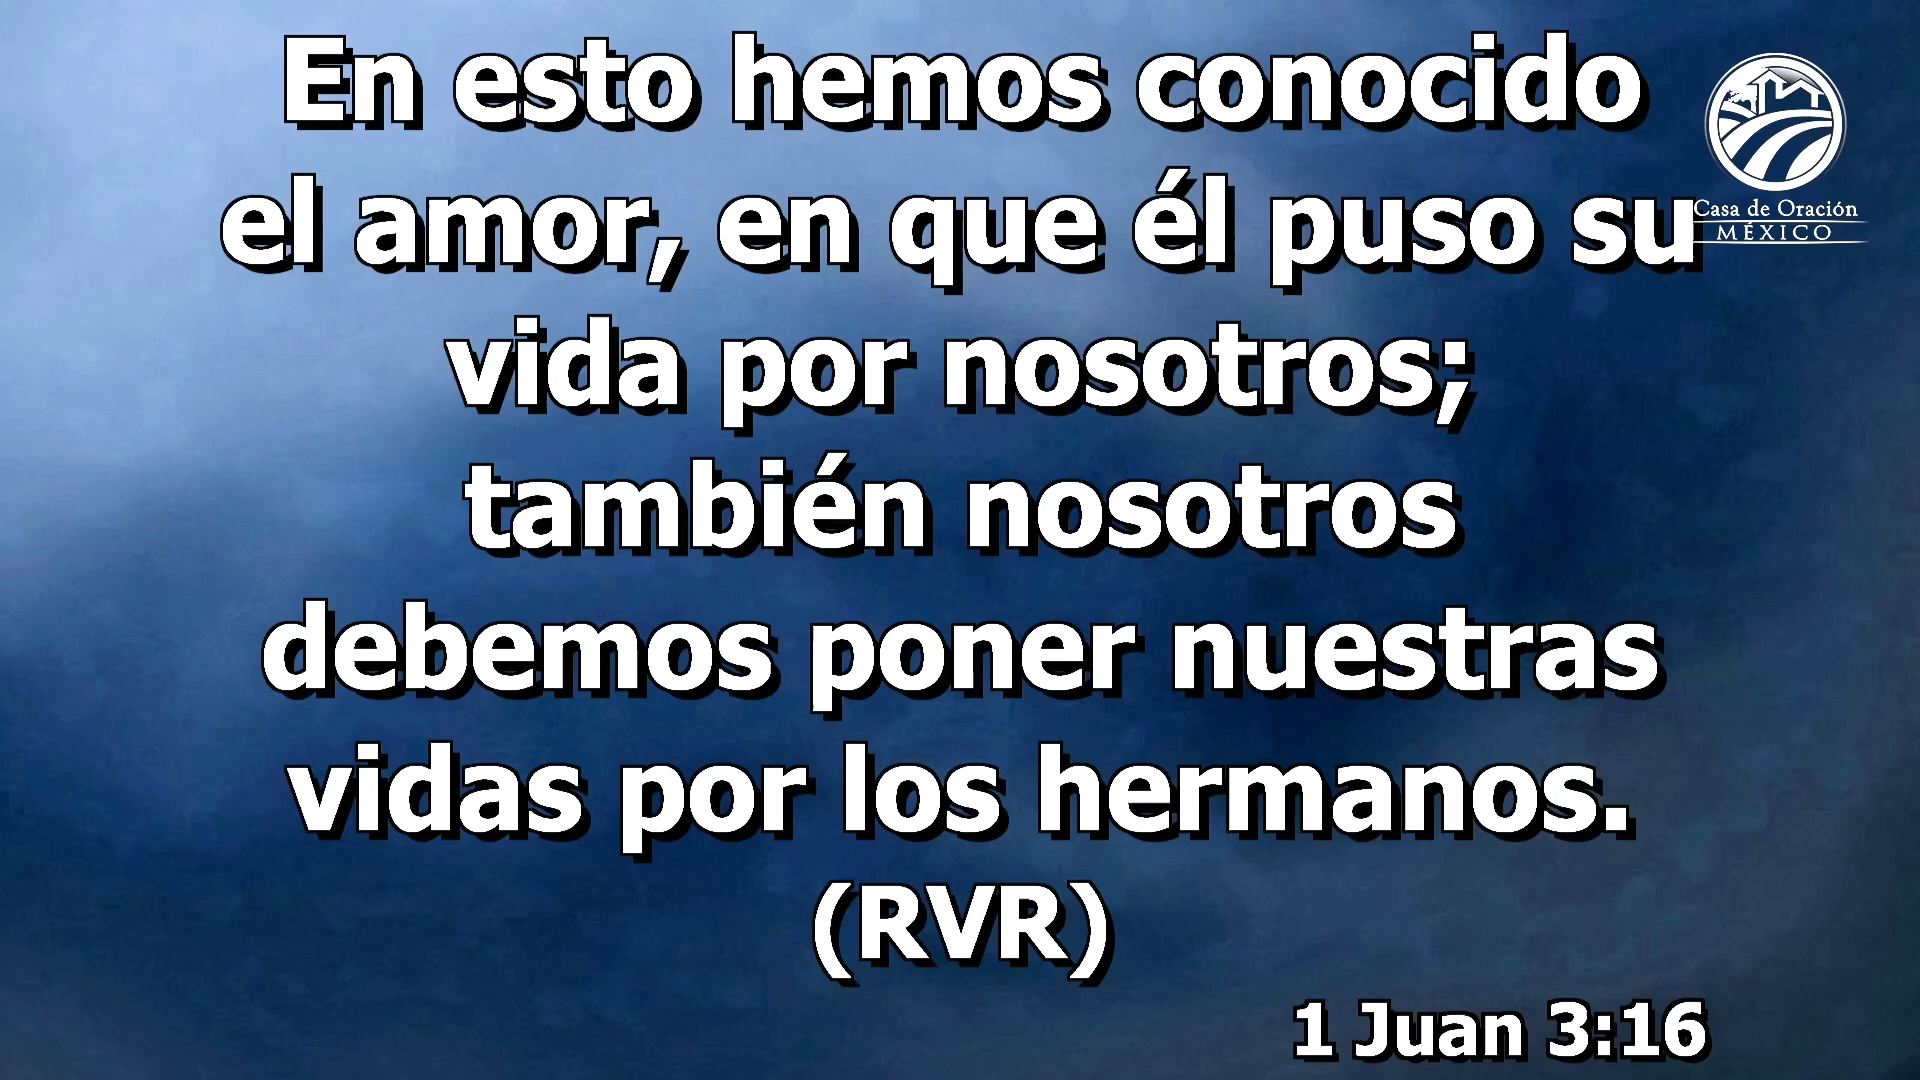 En esto hemos conocido
el amor, en que él puso su
vida por nosotros;
también nosotros
debemos poner nuestras
vidas por los hermanos.
(RVR)
1 Juan 3:16
Casa de Oración
MÉXICO